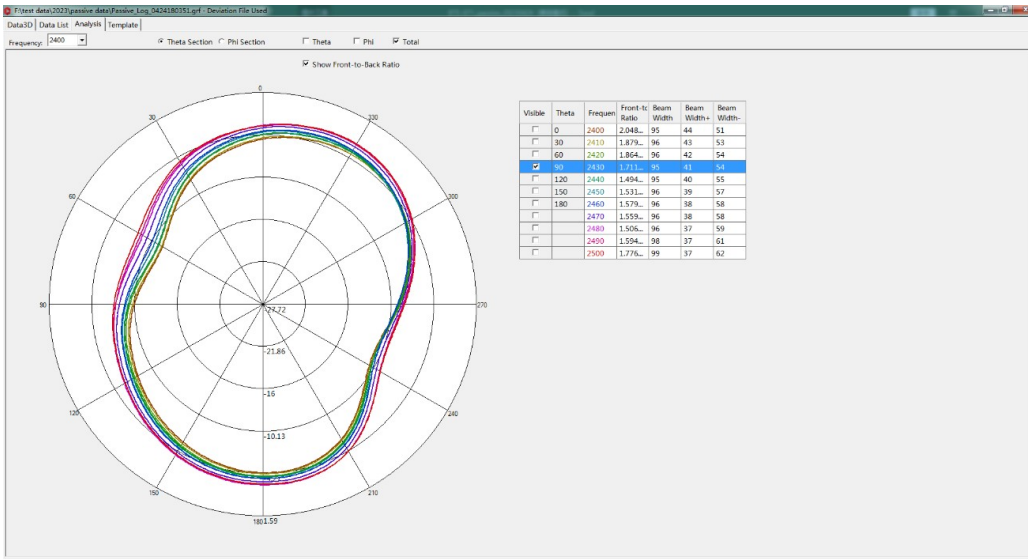 F:\test data\2023\passive data\Passive_Log_0424180351.grf - Deviation File Used
Data3D Data List Analysis Template
Frequency: 2400 Theta Section Phi Section Theta Phi Total
Show Front-to-Back Ratio
0
30 330
60 300
90 270
120 240
150 210
180 1.59
-27.72
-21.86
-16
-10.13
Visible Theta Frequen Front-tc Ratio Beam Width Beam Width+ Beam Width-
0 2400 2.048... 95 44 51
30 2410 1.879... 96 43 53
60 2420 1.864... 96 42 54
90 2430 1.711... 95 41 54
120 2440 1.494... 95 40 55
150 2450 1.531... 96 39 57
180 2460 1.579... 96 38 58
2470 1.559... 96 38 58
2480 1.506... 96 37 59
2490 1.594... 98 37 61
2500 1.776... 99 37 62